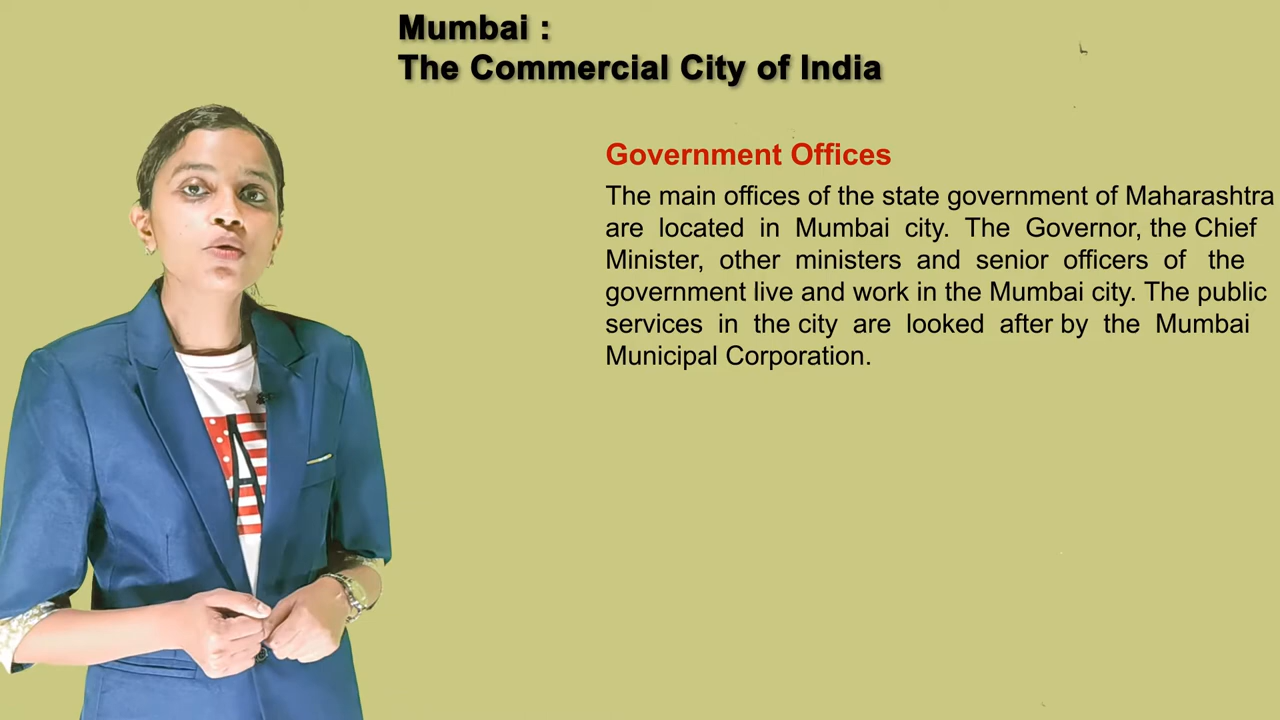 Mumbai :
The Commercial City of India
Government Offices
The main offices of the state government of Maharashtra
are located in Mumbai city. The Governor, the Chief
Minister, other ministers and senior officers of the
government live and work in the Mumbai city. The public
services in the city are looked after by the Mumbai
Municipal Corporation.